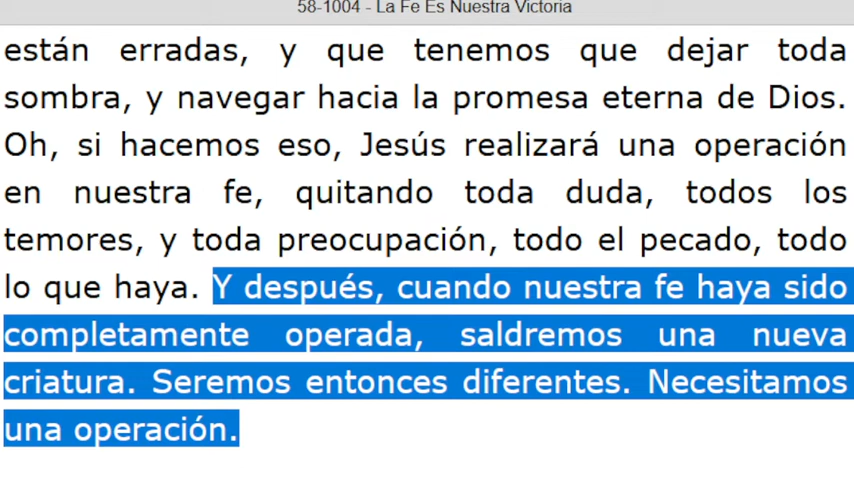 58-1004 - La Fe Es Nuestra Victoria
están erradas, y que tenemos que dejar toda
sombra, y navegar hacia la promesa eterna de Dios.
Oh, si hacemos eso, Jesús realizará una operación
en nuestra fe, quitando toda duda, todos los
temores, y toda preocupación, todo el pecado, todo
lo que haya. Y después, cuando nuestra fe haya sido
completamente operada, saldremos una nueva
criatura. Seremos entonces diferentes. Necesitamos
una operación.